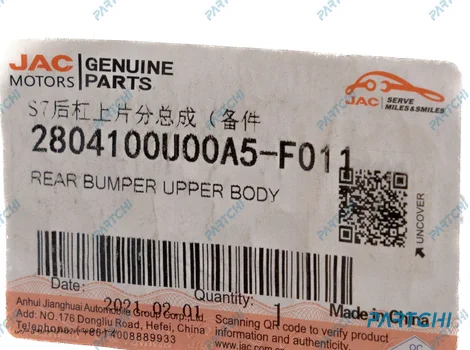 JAC MOTORS
GENUINE PARTS
JAC
SERVE
MILES&SMILES
S7后杠上片分总成（备件
2804100U00A5-F011
REAR BUMPER UPPER BODY
UNCOVER
Date: 2021 02 01
Quantity: 1
Made in China
Anhui Jianghuai Automobile Group Corp., Ltd.
Add: NO.176 Dongliu Road, Hefei, China
Telephone: +8614008889933
Scanning QR code to verify product
information and authenticity.
PARTCHI